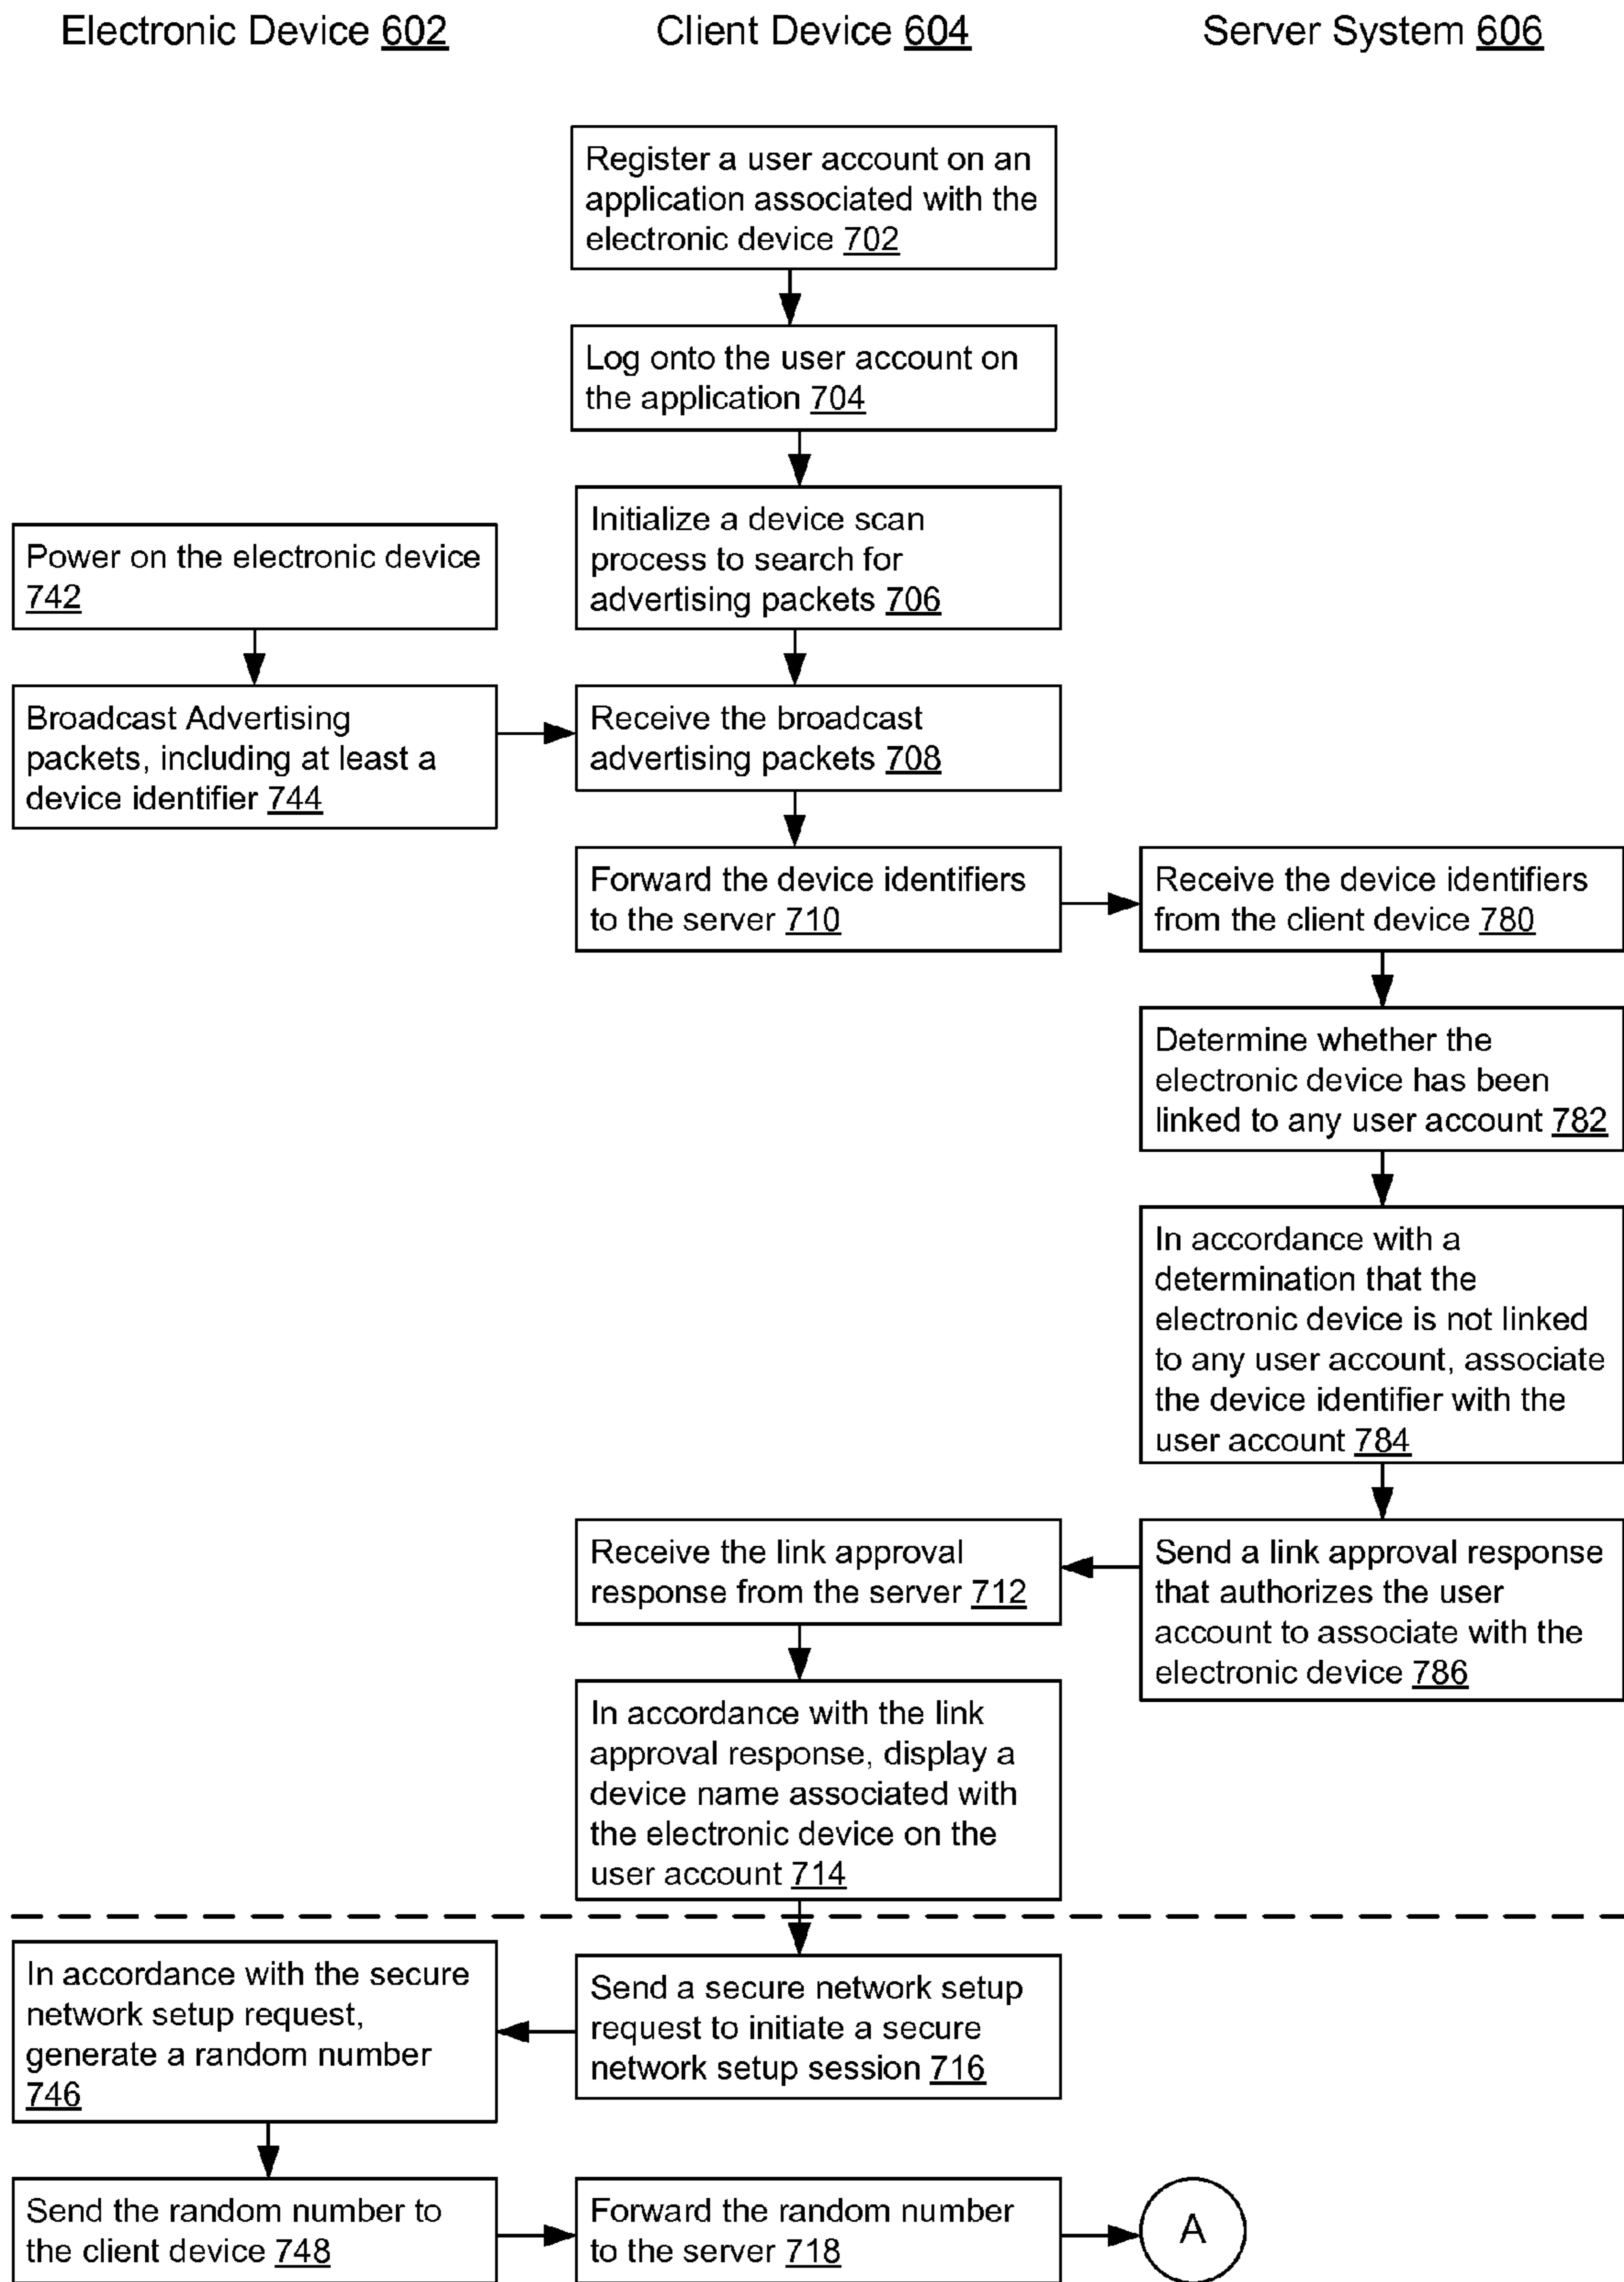 Electronic Device 602
Client Device 604
Server System 606
Register a user account on an
application associated with the
electronic device 702
Log onto the user account on
the application 704
Initialize a device scan
process to search for
advertising packets 706
Power on the electronic device
742
Broadcast Advertising
packets, including at least a
device identifier 744
Receive the broadcast
advertising packets 708
Forward the device identifiers
to the server 710
Receive the device identifiers
from the client device 780
Determine whether the
electronic device has been
linked to any user account 782
In accordance with a
determination that the
electronic device is not linked
to any user account, associate
the device identifier with the
user account 784
Send a link approval response
that authorizes the user
account to associate with the
electronic device 786
Receive the link approval
response from the server 712
In accordance with the link
approval response, display a
device name associated with
the electronic device on the
user account 714
Send a secure network setup
request to initiate a secure
network setup session 716
In accordance with the secure
network setup request,
generate a random number
746
Send the random number to
the client device 748
Forward the random number
to the server 718
A